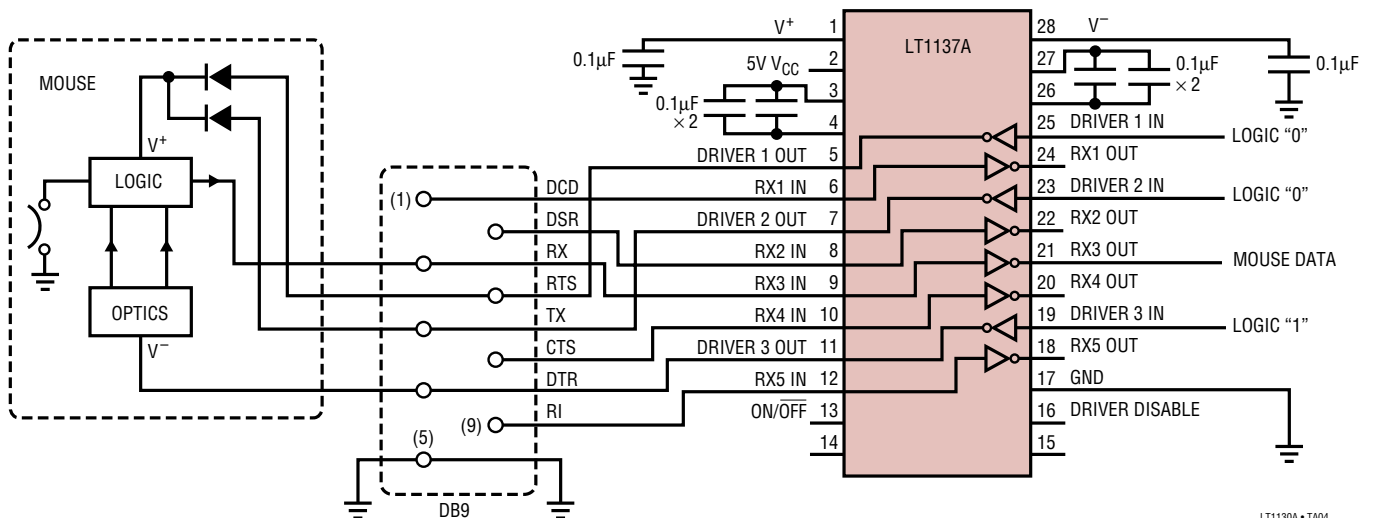 MOUSE
V+
LOGIC
OPTICS
V−
(1)
(9)
(5)
DB9
DCD
DSR
RX
RTS
TX
CTS
DTR
RI
0.1µF
V+
5V VCC
0.1µF
× 2
DRIVER 1 OUT
RX1 IN
DRIVER 2 OUT
RX2 IN
RX3 IN
RX4 IN
DRIVER 3 OUT
RX5 IN
ON/OFF
1
2
3
4
5
6
7
8
9
10
11
12
13
14
LT1137A
28
27
26
25
24
23
22
21
20
19
18
17
16
15
V−
0.1µF
× 2
0.1µF
DRIVER 1 IN
RX1 OUT
DRIVER 2 IN
RX2 OUT
RX3 OUT
RX4 OUT
DRIVER 3 IN
RX5 OUT
GND
DRIVER DISABLE
LOGIC “0”
LOGIC “0”
MOUSE DATA
LOGIC “1”
LT1130A • TA04